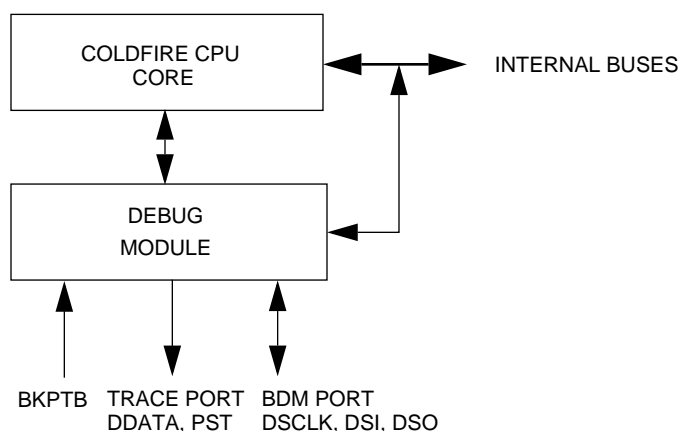 COLDFIRE CPU
CORE
INTERNAL BUSES
DEBUG
MODULE
BKPTB
TRACE PORT
DDATA, PST
BDM PORT
DSCLK, DSI, DSO